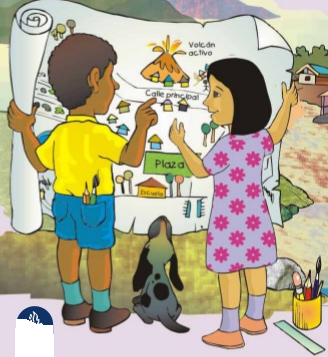 Volcán
activo
Calle principal
Plaza
Escuela